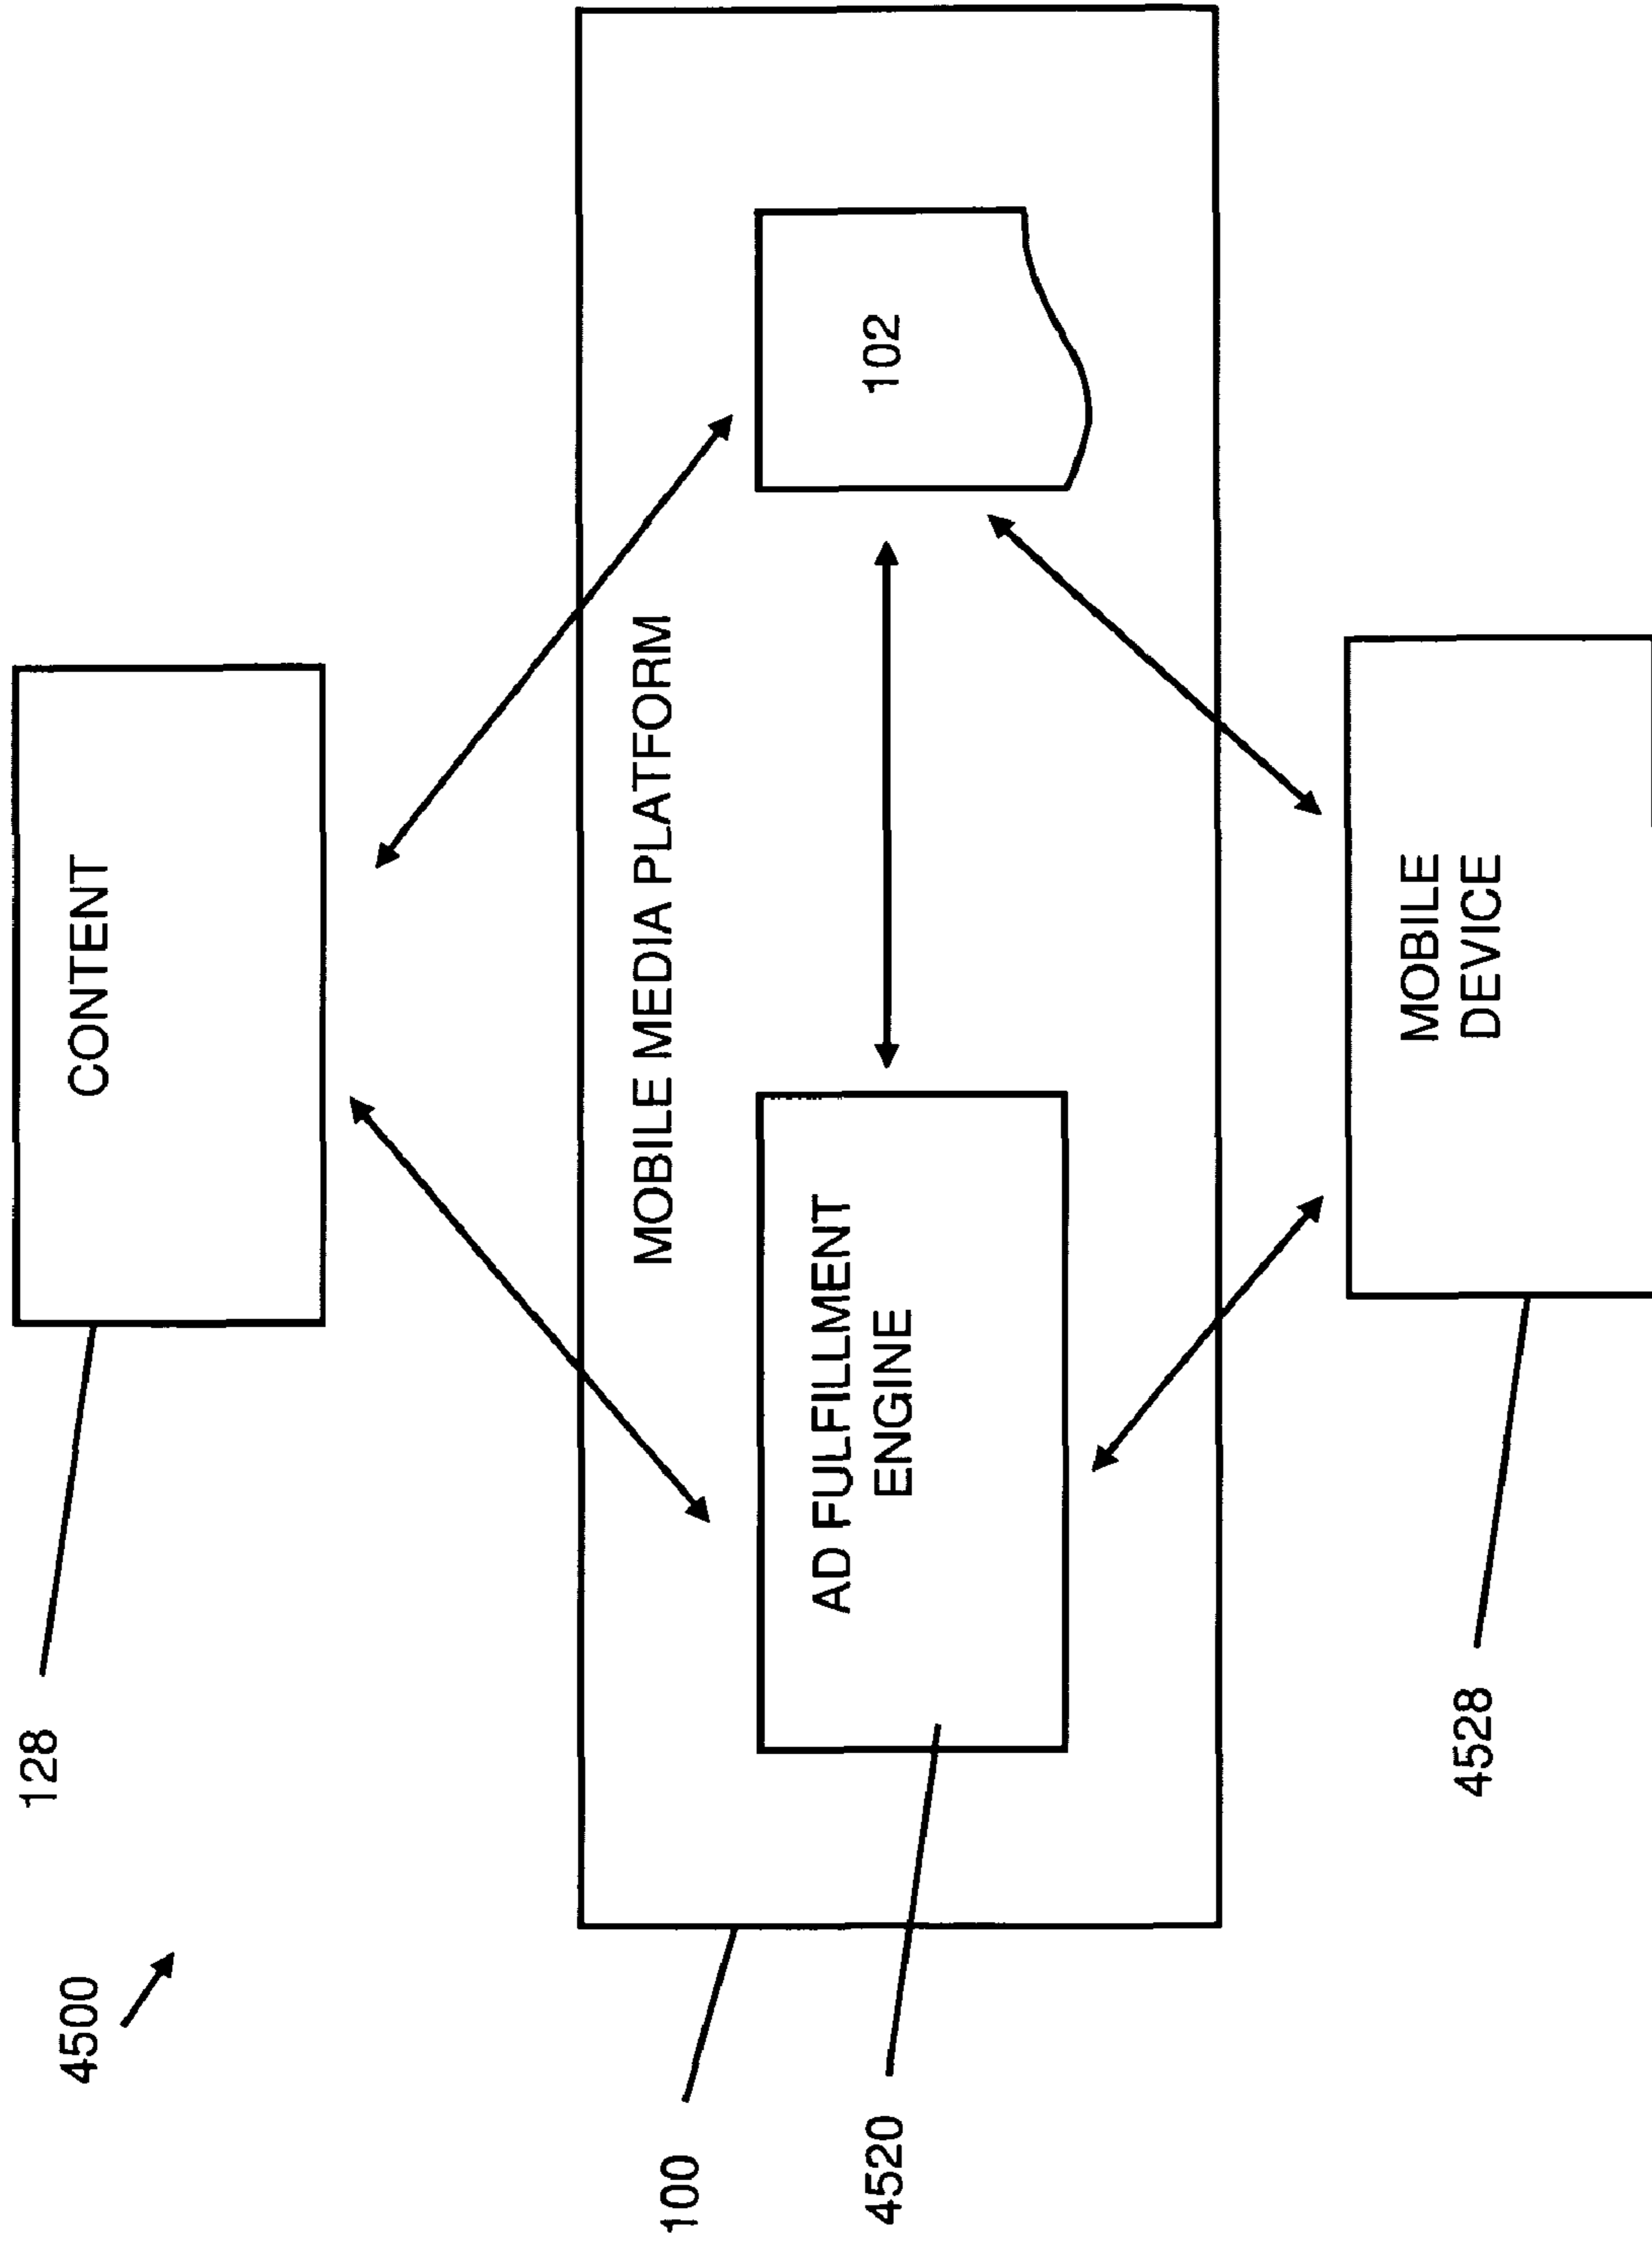 4500
128
CONTENT
100
MOBILE MEDIA PLATFORM
4520
AD FULFILLMENT
ENGINE
102
4528
MOBILE
DEVICE